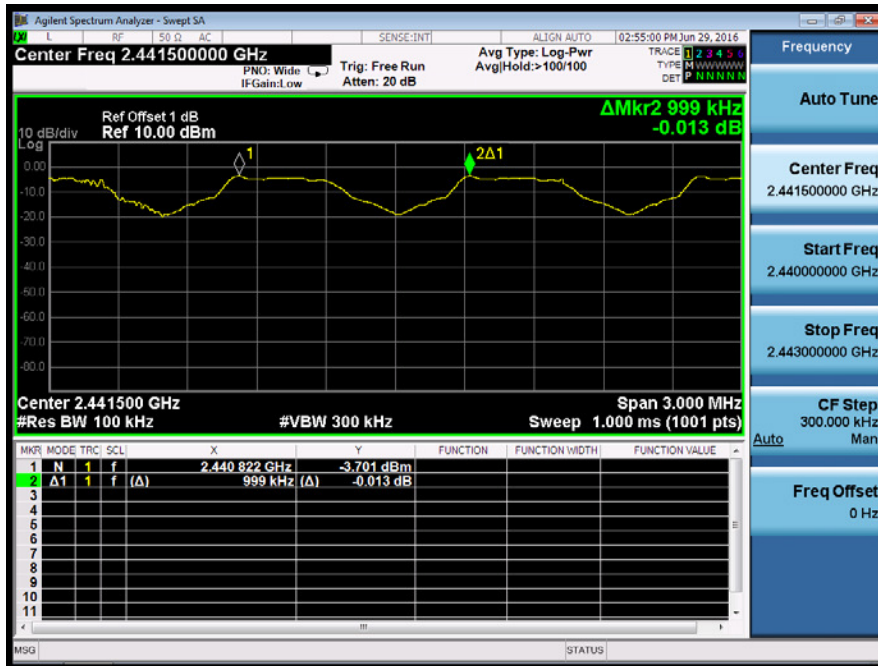 Agilent Spectrum Analyzer - Swept SA
L RF 50 Ω AC SENSE:INT ALIGN AUTO 02:55:00 PM Jun 29, 2016
Center Freq 2.441500000 GHz
PNO: Wide
IFGain:Low
Trig: Free Run
Atten: 20 dB
Avg Type: Log-Pwr
Avg|Hold:>100/100
TRACE 1 2 3 4 5 6
TYPE M WWWWW
DET P N N N N N
Ref Offset 1 dB
10 dB/div Ref 10.00 dBm
Log
ΔMkr2 999 kHz
-0.013 dB
1
2Δ1
0.00
-10.0
-20.0
-30.0
-40.0
-50.0
-60.0
-70.0
-80.0
Center 2.441500 GHz Span 3.000 MHz
#Res BW 100 kHz #VBW 300 kHz Sweep 1.000 ms (1001 pts)
MKR MODE TRC SCL X Y FUNCTION FUNCTION WIDTH FUNCTION VALUE
1 N 1 f 2.440 822 GHz -3.701 dBm
2 Δ1 1 f (Δ) 999 kHz (Δ) -0.013 dB
3
4
5
6
7
8
9
10
11
MSG STATUS
Frequency
Auto Tune
Center Freq
2.441500000 GHz
Start Freq
2.440000000 GHz
Stop Freq
2.443000000 GHz
CF Step
300.000 kHz
Auto Man
Freq Offset
0 Hz